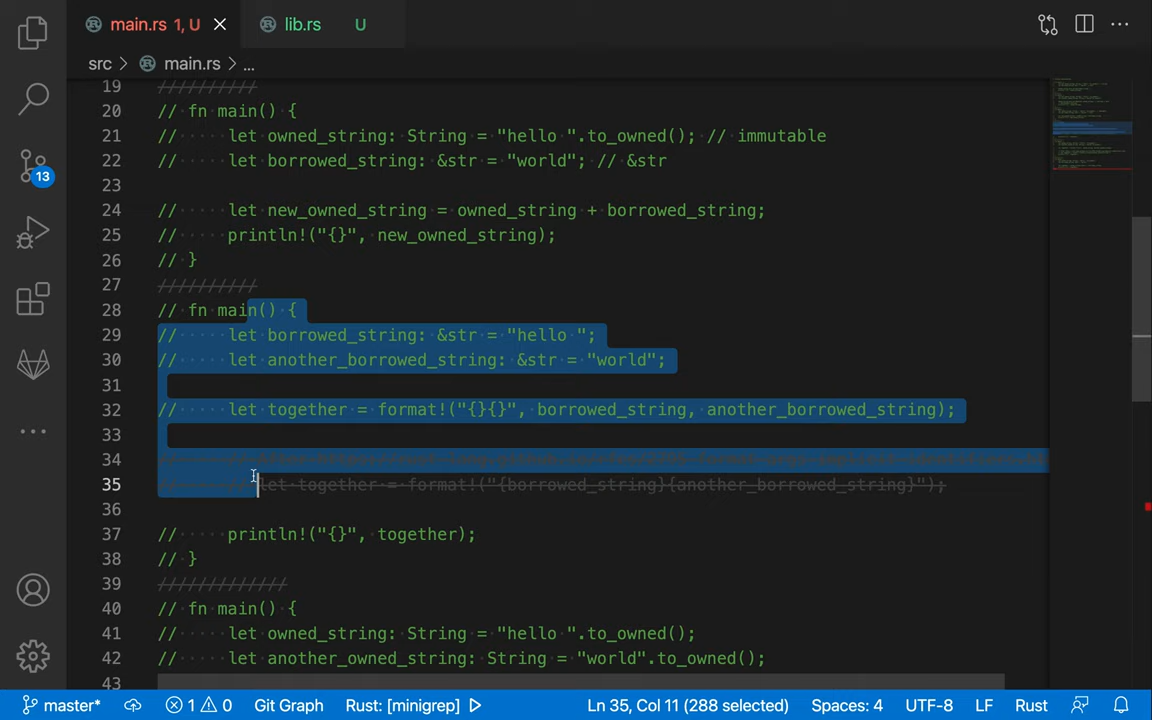 main.rs 1, U
lib.rs U
src > main.rs > ...
19 //////////
20 // fn main() {
21 // let owned_string: String = "hello ".to_owned(); // immutable
22 // let borrowed_string: &str = "world"; // &str
23
24 // let new_owned_string = owned_string + borrowed_string;
25 // println!("{}", new_owned_string);
26 // }
27 //////////
28 // fn main() {
29 // let borrowed_string: &str = "hello ";
30 // let another_borrowed_string: &str = "world";
31
32 // let together = format!("{}{}", borrowed_string, another_borrowed_string);
33
34 //
35 // // let together = format!("{borrowed_string}{another_borrowed_string}");
36
37 // println!("{}", together);
38 // }
39 /////////////
40 // fn main() {
41 // let owned_string: String = "hello ".to_owned();
42 // let another_owned_string: String = "world".to_owned();
43
13
master* 1 0 Git Graph Rust: [minigrep] Ln 35, Col 11 (288 selected) Spaces: 4 UTF-8 LF Rust